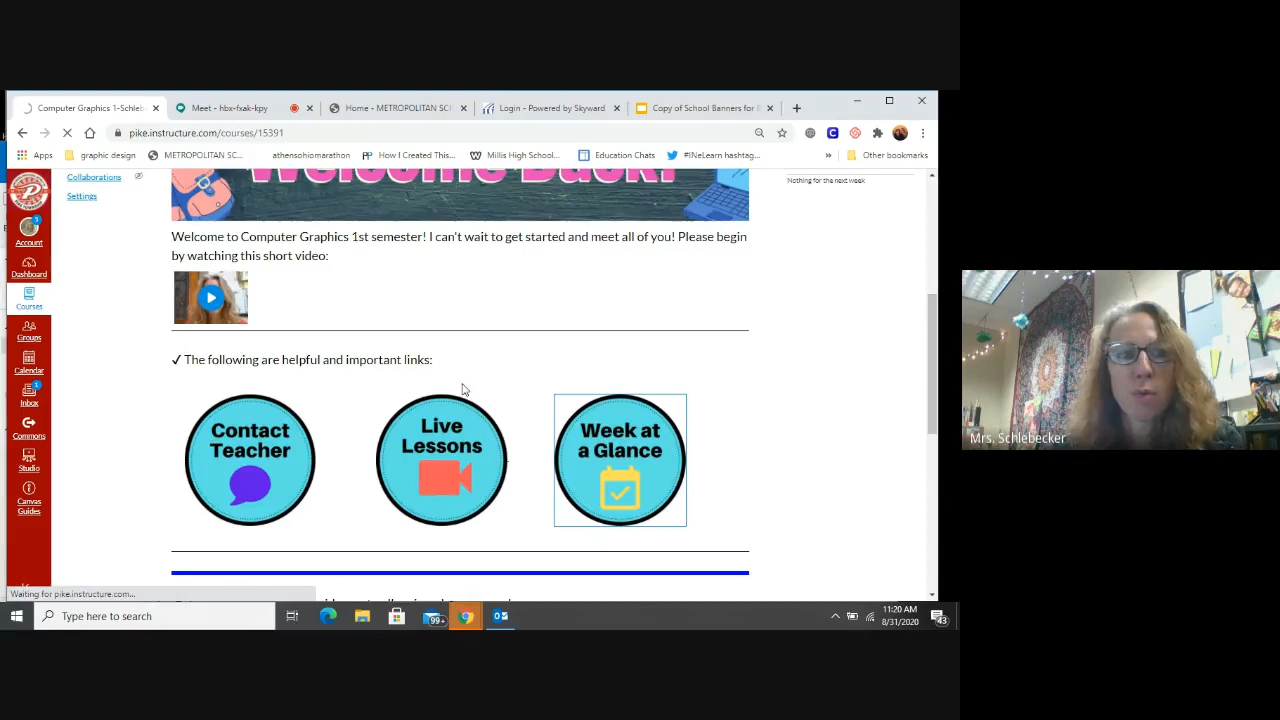 Computer Graphics 1-Schleb
Meet - hbx-fxak-kpy
Home - METROPOLITAN SC
Login - Powered by Skyward
Copy of School Banners for
pike.instructure.com/courses/15391
Apps
graphic design
METROPOLITAN SC...
athensohiomarathon
How I Created This...
Millis High School...
Education Chats
#INeLearn hashtag...
Other bookmarks
Collaborations
Settings
Account
Dashboard
Courses
Groups
Calendar
Inbox
Commons
Studio
Canvas
Guides
Welcome Back!
Nothing for the next week
Welcome to Computer Graphics 1st semester! I can't wait to get started and meet all of you! Please begin
by watching this short video:
✓ The following are helpful and important links:
Contact
Teacher
Live
Lessons
Week at
a Glance
Waiting for pike.instructure.com...
Type here to search
99+
11:20 AM
8/31/2020
43
Mrs. Schlebecker